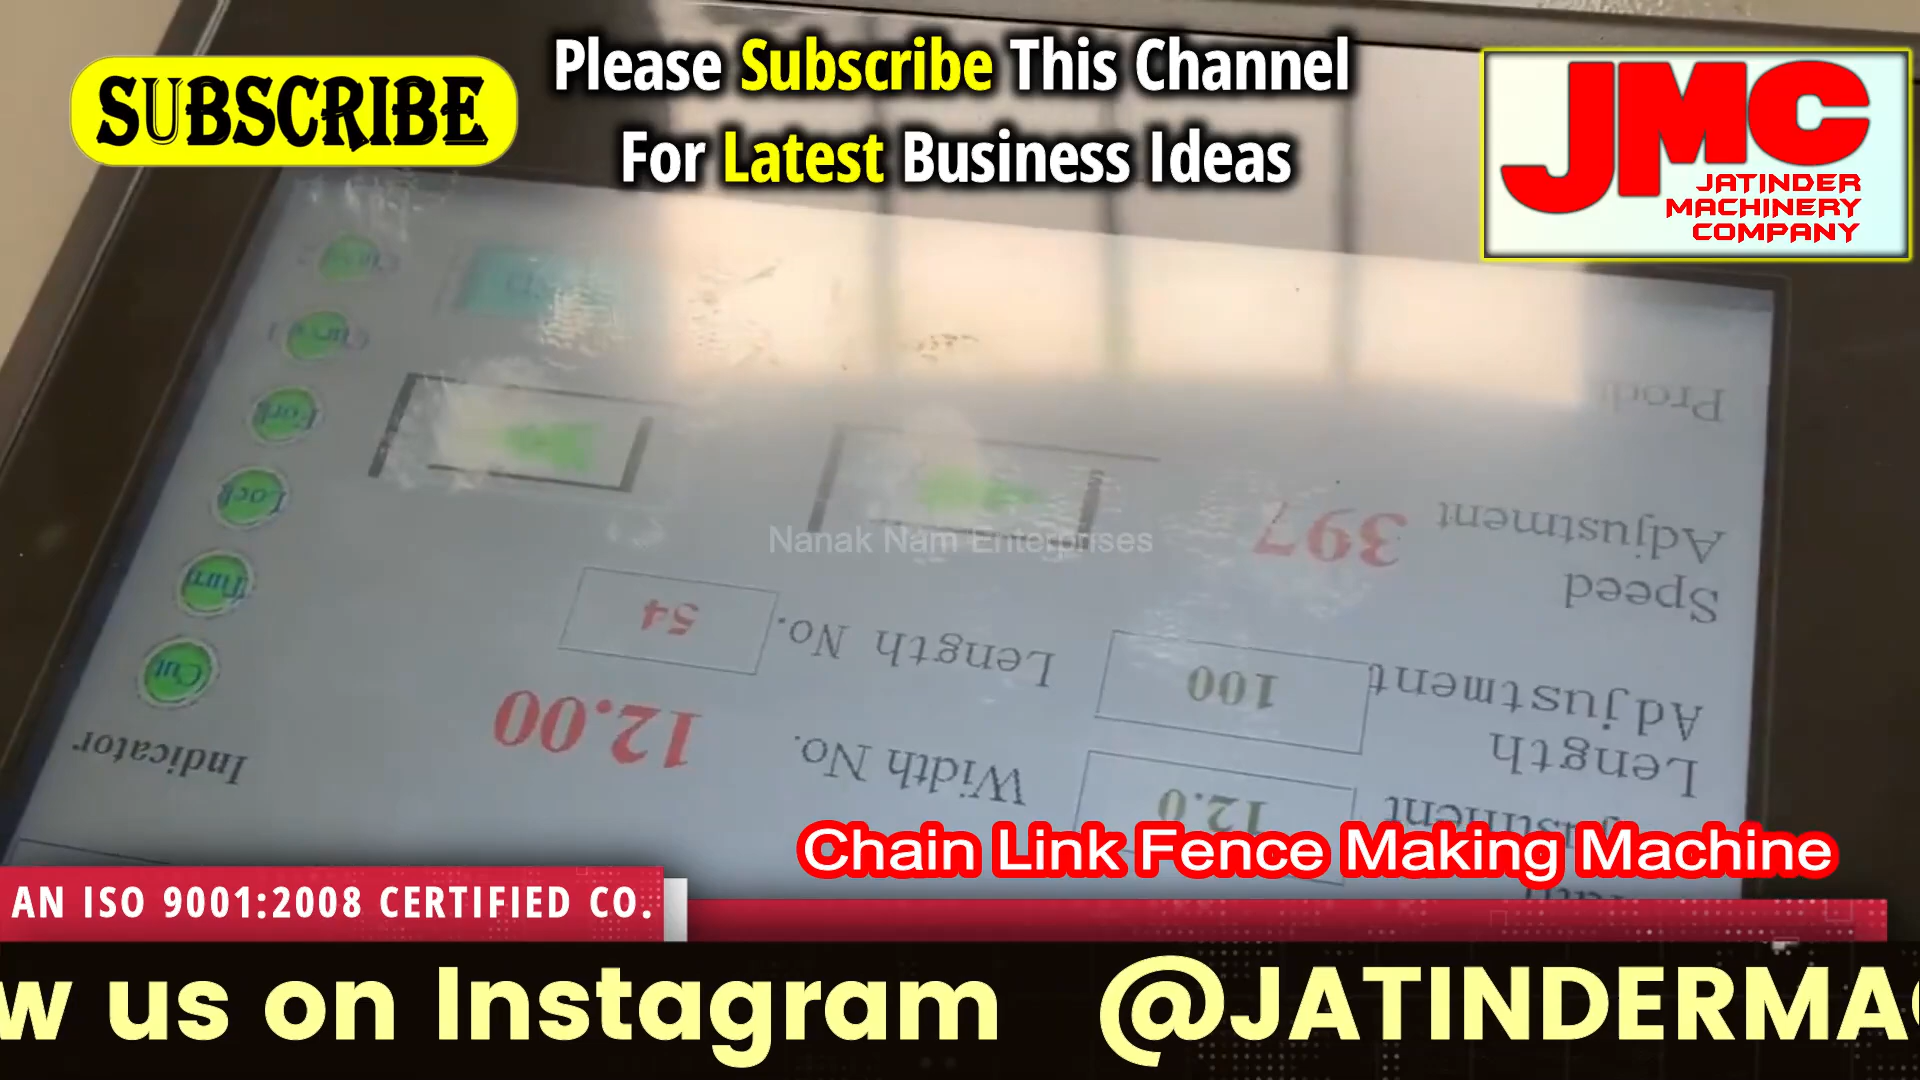 SUBSCRIBE
Please Subscribe This Channel
For Latest Business Ideas
JMC
JATINDER
MACHINERY
COMPANY
Indicator
Cut
Turn
Lock
Fork
12.0
Width No.
12.00
Length
Adjustment
100
Length No.
54
Speed
Adjustment
397
Nanak Nam Enterprises
Chain Link Fence Making Machine
AN ISO 9001:2008 CERTIFIED CO.
us on Instagram @JATINDERMA